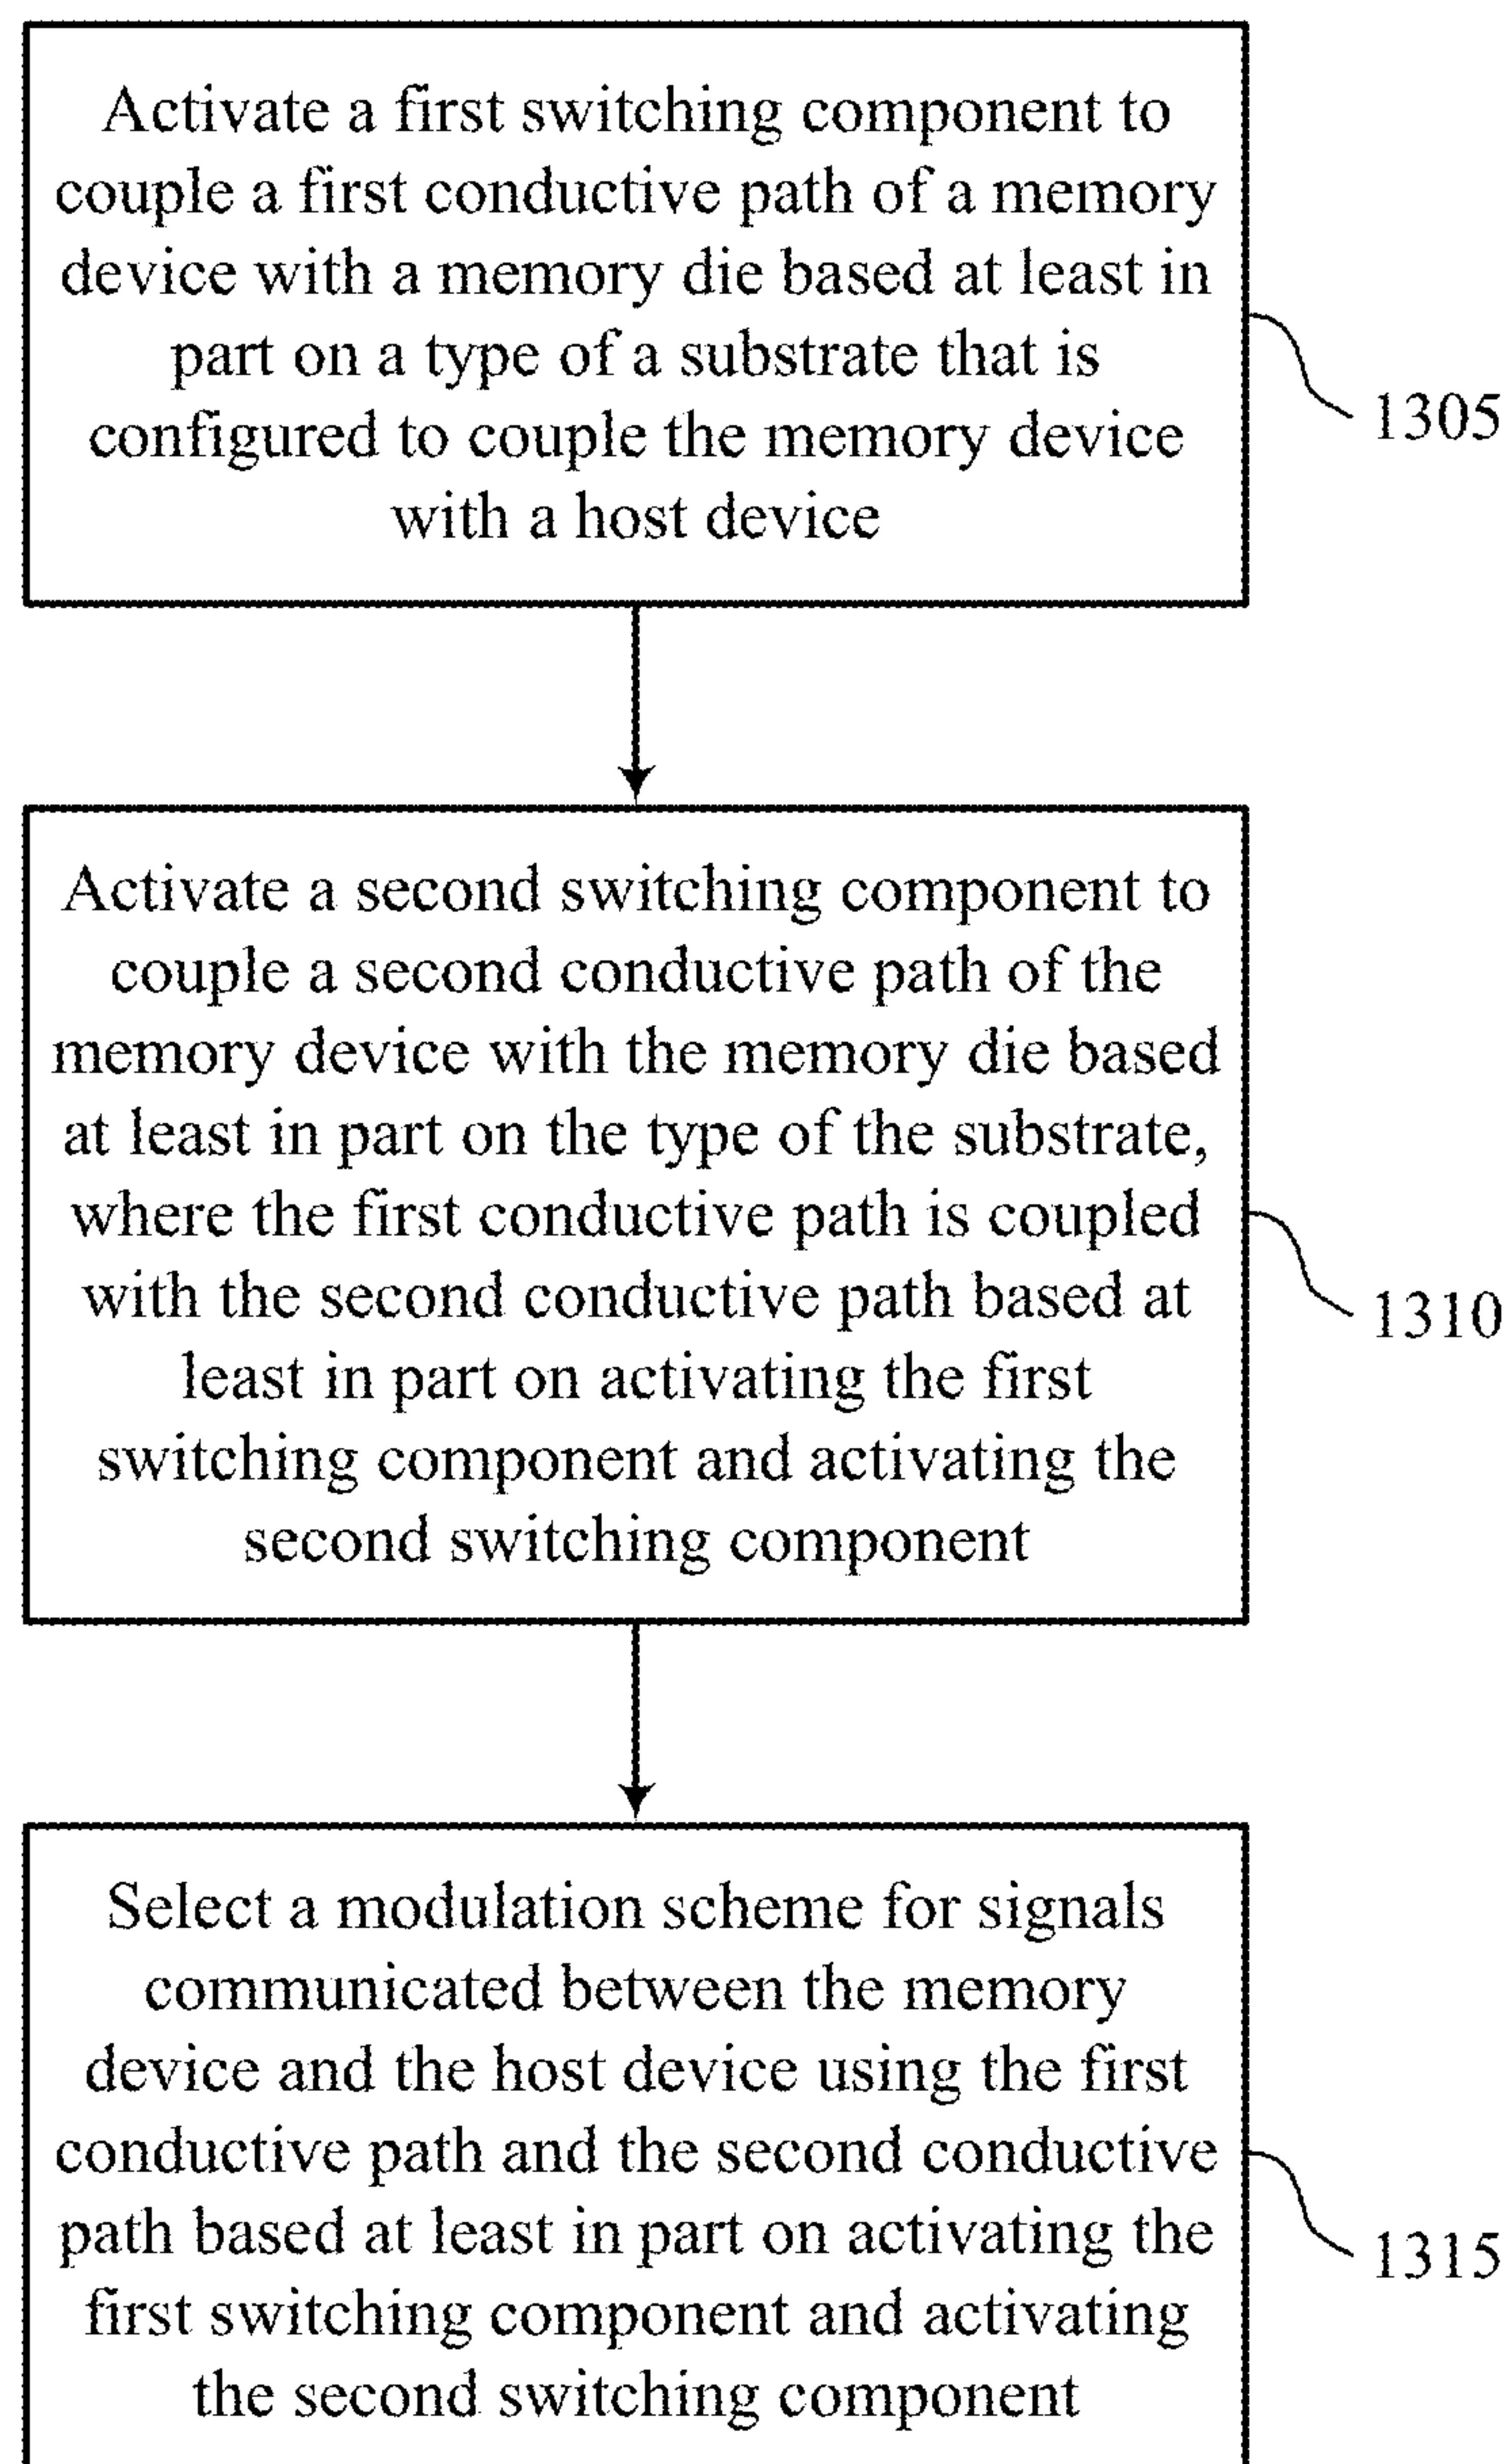 Activate a first switching component to
couple a first conductive path of a memory
device with a memory die based at least in
part on a type of a substrate that is
configured to couple the memory device
with a host device
1305
Activate a second switching component to
couple a second conductive path of the
memory device with the memory die based
at least in part on the type of the substrate,
where the first conductive path is coupled
with the second conductive path based at
least in part on activating the first
switching component and activating the
second switching component
1310
Select a modulation scheme for signals
communicated between the memory
device and the host device using the first
conductive path and the second conductive
path based at least in part on activating the
first switching component and activating
the second switching component
1315